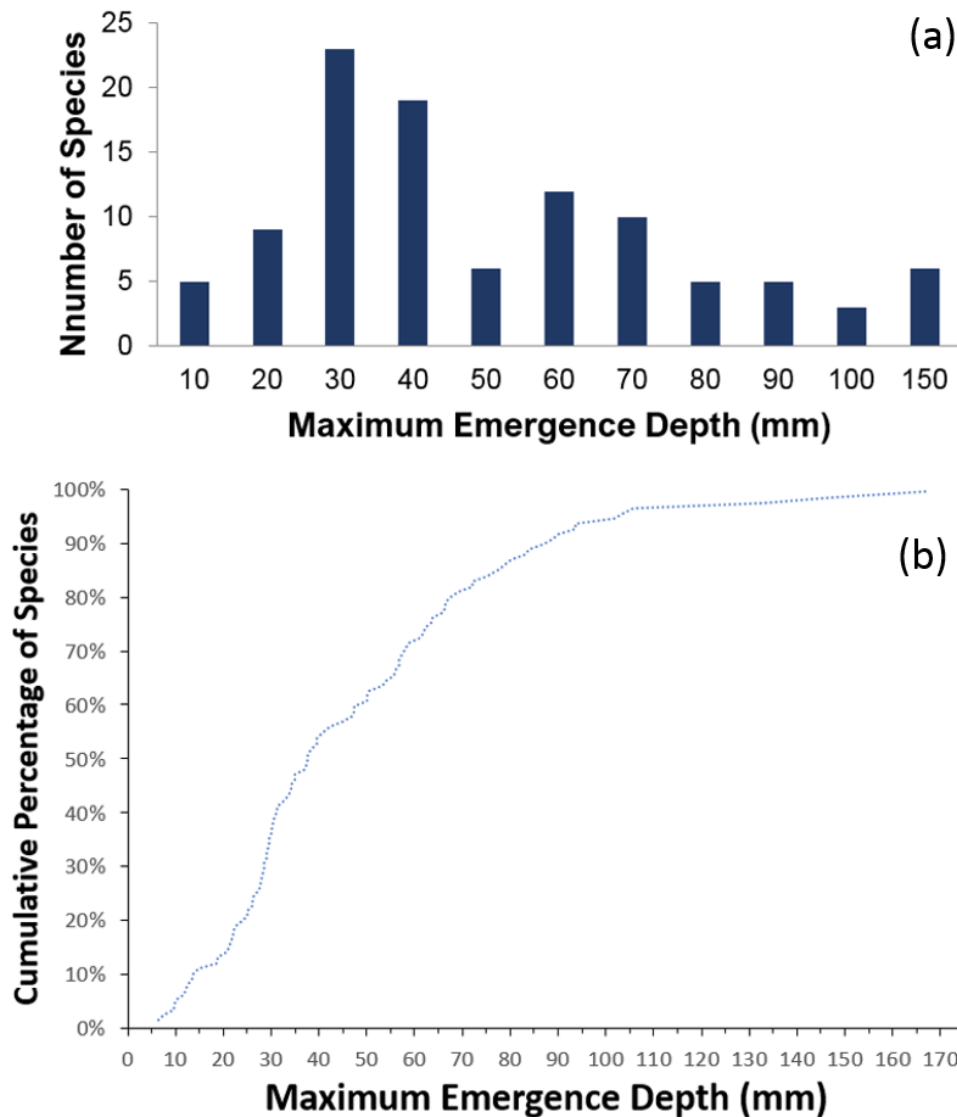 (a)
Nnumber of Species
25
20
15
10
5
0
10 20 30 40 50 60 70 80 90 100 150
Maximum Emergence Depth (mm)
(b)
Cumulative Percentage of Species
100%
90%
80%
70%
60%
50%
40%
30%
20%
10%
0%
0 10 20 30 40 50 60 70 80 90 100 110 120 130 140 150 160 170
Maximum Emergence Depth (mm)